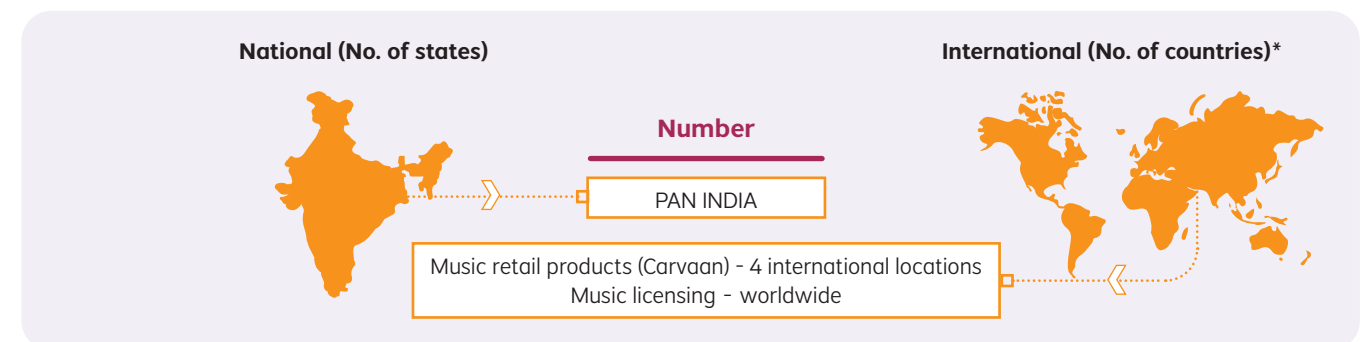 National (No. of states)
International (No. of countries)*
Number
PAN INDIA
Music retail products (Carvaan) - 4 international locations
Music licensing - worldwide